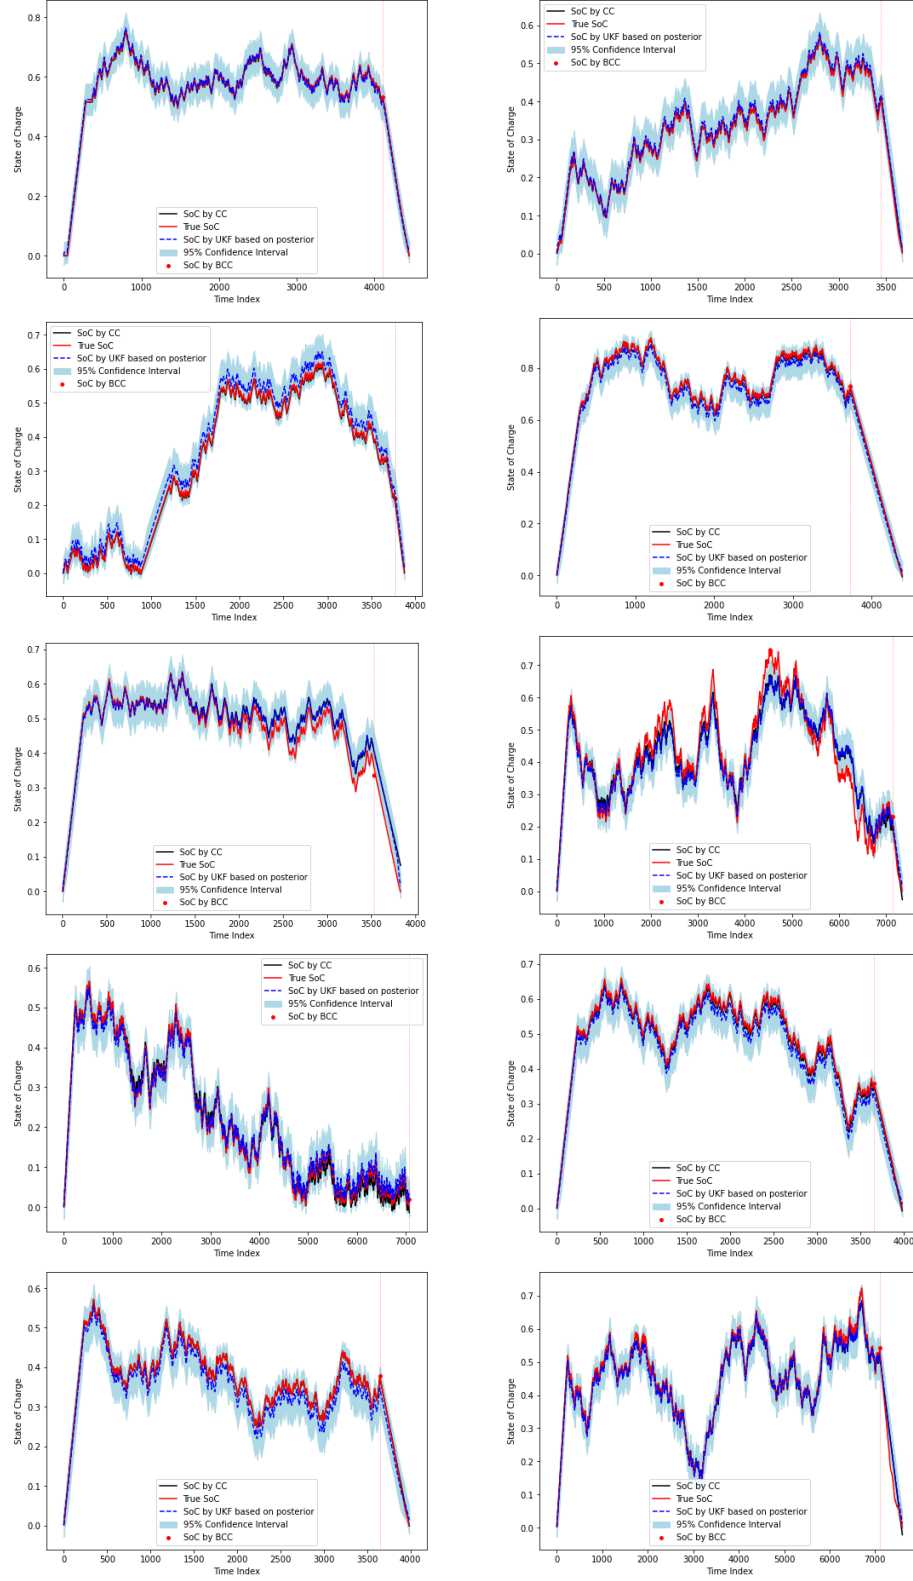 0.8
0.6
0.4
0.2
0.0
State of Charge
SoC by CC
True SoC
SoC by UKF based on posterior
95% Confidence Interval
SoC by BCC
0 1000 2000 3000 4000
Time Index
0.6
0.5
0.4
0.3
0.2
0.1
0.0
State of Charge
SoC by CC
True SoC
SoC by UKF based on posterior
95% Confidence Interval
SoC by BCC
0 500 1000 1500 2000 2500 3000 3500
Time Index
0.7
0.6
0.5
0.4
0.3
0.2
0.1
0.0
State of Charge
SoC by CC
True SoC
SoC by UKF based on posterior
95% Confidence Interval
SoC by BCC
0 500 1000 1500 2000 2500 3000 3500 4000
Time Index
0.8
0.6
0.4
0.2
0.0
State of Charge
SoC by CC
True SoC
SoC by UKF based on posterior
95% Confidence Interval
SoC by BCC
0 1000 2000 3000 4000
Time Index
0.7
0.6
0.5
0.4
0.3
0.2
0.1
0.0
State of Charge
SoC by CC
True SoC
SoC by UKF based on posterior
95% Confidence Interval
SoC by BCC
0 500 1000 1500 2000 2500 3000 3500 4000
Time Index
0.7
0.6
0.5
0.4
0.3
0.2
0.1
0.0
State of Charge
SoC by CC
True SoC
SoC by UKF based on posterior
95% Confidence Interval
SoC by BCC
0 1000 2000 3000 4000 5000 6000 7000
Time Index
0.6
0.5
0.4
0.3
0.2
0.1
0.0
State of Charge
SoC by CC
True SoC
SoC by UKF based on posterior
95% Confidence Interval
SoC by BCC
0 1000 2000 3000 4000 5000 6000 7000
Time Index
0.7
0.6
0.5
0.4
0.3
0.2
0.1
0.0
State of Charge
SoC by CC
True SoC
SoC by UKF based on posterior
95% Confidence Interval
SoC by BCC
0 500 1000 1500 2000 2500 3000 3500 4000
Time Index
0.6
0.5
0.4
0.3
0.2
0.1
0.0
State of Charge
SoC by CC
True SoC
SoC by UKF based on posterior
95% Confidence Interval
SoC by BCC
0 500 1000 1500 2000 2500 3000 3500 4000
Time Index
0.7
0.6
0.5
0.4
0.3
0.2
0.1
0.0
State of Charge
SoC by CC
True SoC
SoC by UKF based on posterior
95% Confidence Interval
SoC by BCC
0 1000 2000 3000 4000 5000 6000 7000
Time Index